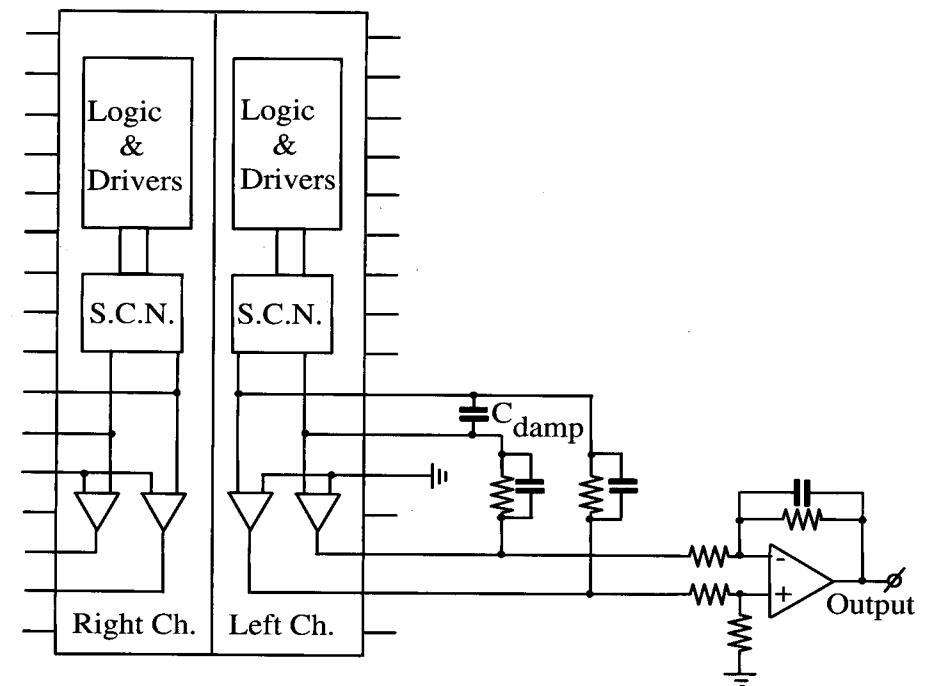 Logic
&
Drivers
Logic
&
Drivers
S.C.N.
S.C.N.
C damp
-
+
Output
Right Ch.
Left Ch.